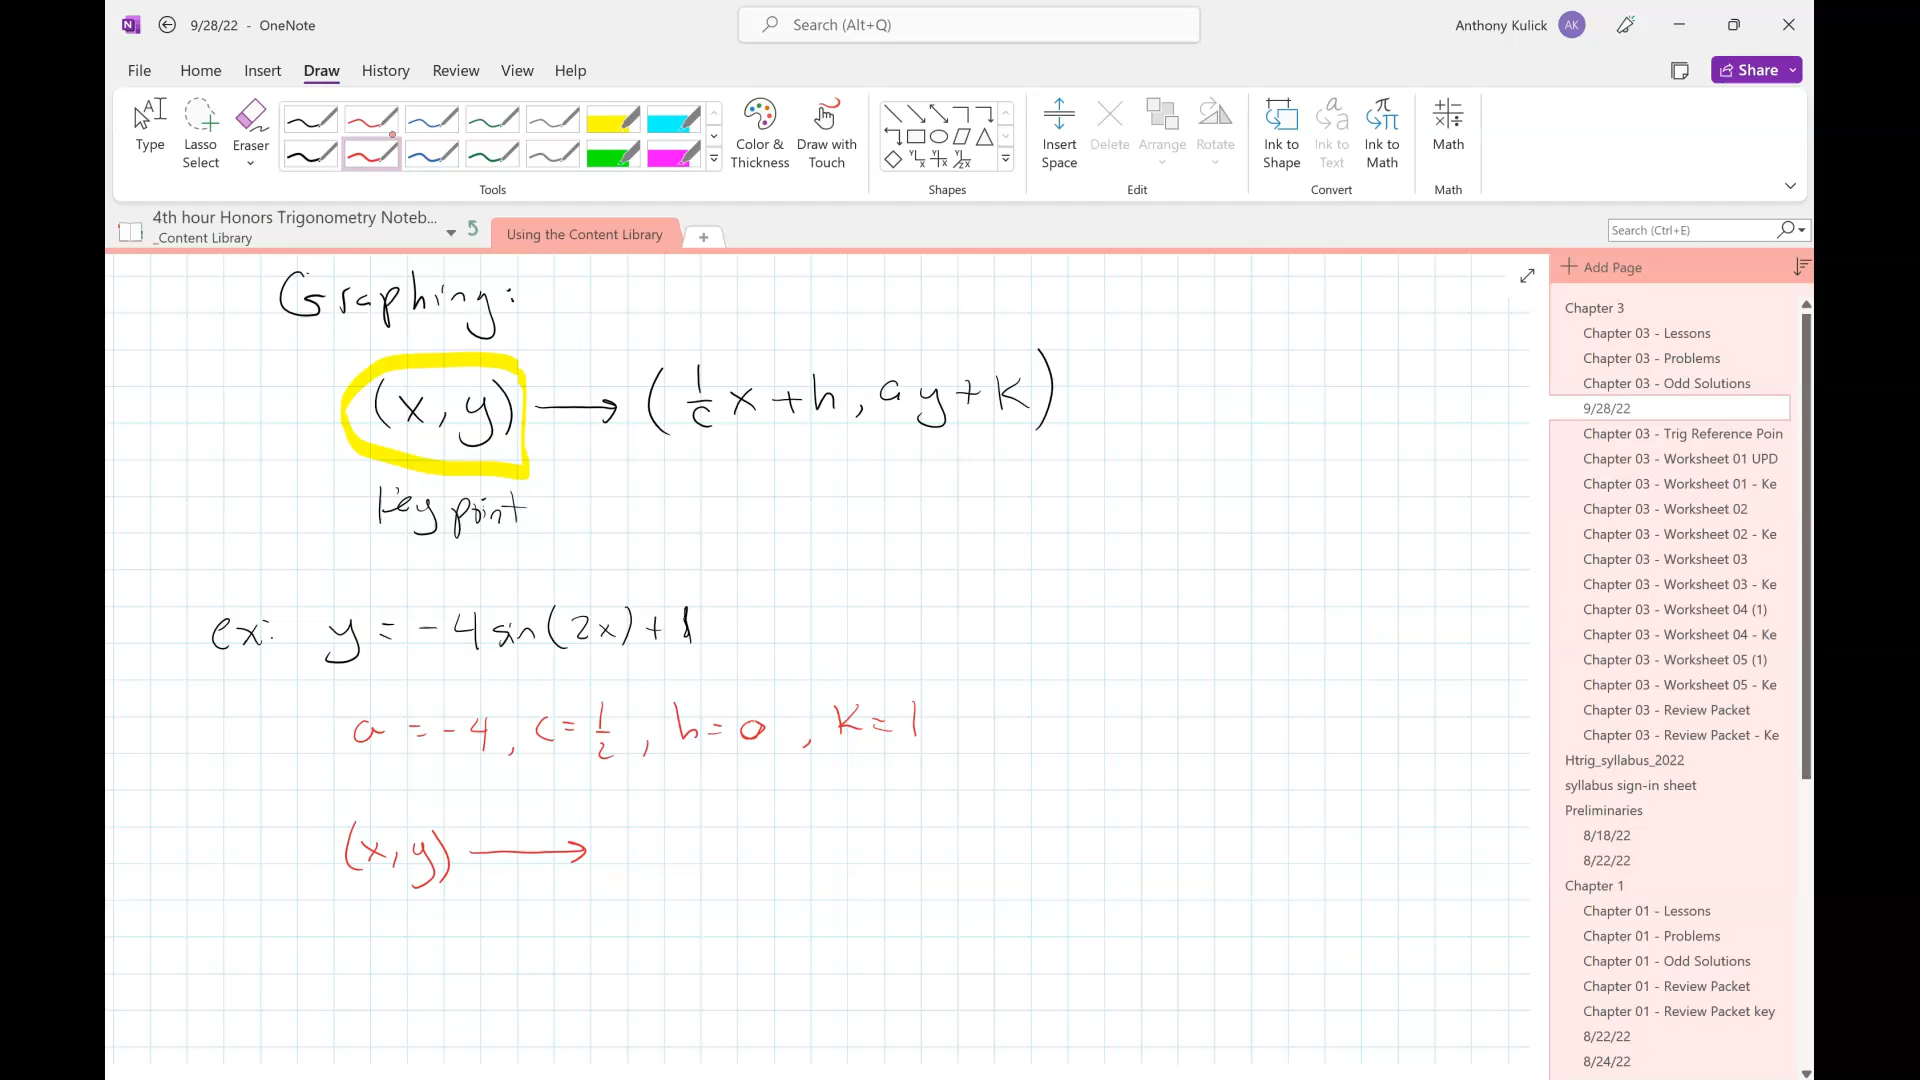 9/28/22 - OneNote
Search (Alt+Q)
Anthony Kulick AK
File Home Insert Draw History Review View Help
Share
Type
Lasso Select
Eraser
Color & Thickness
Draw with Touch
Insert Space
Delete
Arrange
Rotate
Ink to Shape
Ink to Text
Ink to Math
Math
Tools Shapes Edit Convert Math
4th hour Honors Trigonometry Noteb...
_Content Library
Using the Content Library
Search (Ctrl+E)
Graphing:
(x, y) → (1/c x + h, a y + k)
key point
ex: y = -4 sin(2x) + 1
a = -4, c = 1/2, h = 0, k = 1
(x, y) →
Add Page
Chapter 3
Chapter 03 - Lessons
Chapter 03 - Problems
Chapter 03 - Odd Solutions
9/28/22
Chapter 03 - Trig Reference Poin
Chapter 03 - Worksheet 01 UPD
Chapter 03 - Worksheet 01 - Ke
Chapter 03 - Worksheet 02
Chapter 03 - Worksheet 02 - Ke
Chapter 03 - Worksheet 03
Chapter 03 - Worksheet 03 - Ke
Chapter 03 - Worksheet 04 (1)
Chapter 03 - Worksheet 04 - Ke
Chapter 03 - Worksheet 05 (1)
Chapter 03 - Worksheet 05 - Ke
Chapter 03 - Review Packet
Chapter 03 - Review Packet - Ke
Htrig_syllabus_2022
syllabus sign-in sheet
Preliminaries
8/18/22
8/22/22
Chapter 1
Chapter 01 - Lessons
Chapter 01 - Problems
Chapter 01 - Odd Solutions
Chapter 01 - Review Packet
Chapter 01 - Review Packet key
8/22/22
8/24/22